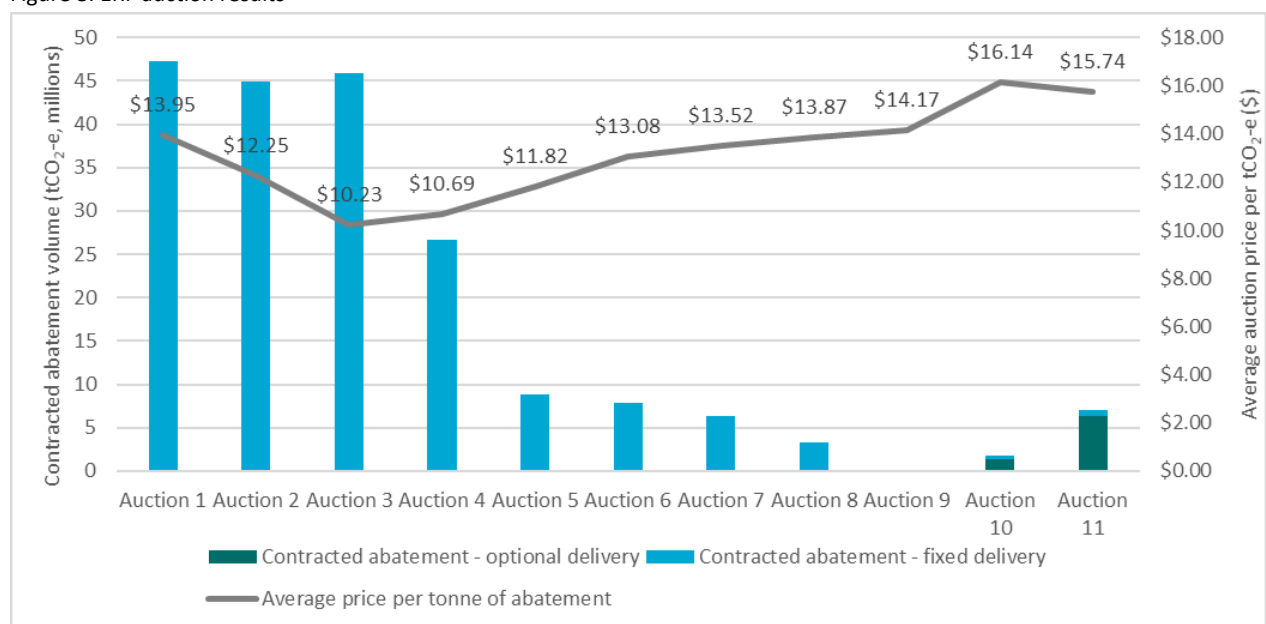 Figure auction results
50
45
40
35
30
25
20
15
10
5
0
Contracted abatement volume (tCO₂-e, millions)
$13.95
$12.25
$10.23
$10.69
$11.82
$13.08
$13.52
$13.87
$14.17
$16.14
$15.74
$18.00
$16.00
$14.00
$12.00
$10.00
$8.00
$6.00
$4.00
$2.00
$0.00
Average auction price per tCO₂-e ($)
Auction 1
Auction 2
Auction 3
Auction 4
Auction 5
Auction 6
Auction 7
Auction 8
Auction 9
Auction
10
Auction
11
Contracted abatement - optional delivery
Contracted abatement - fixed delivery
Average price per tonne of abatement